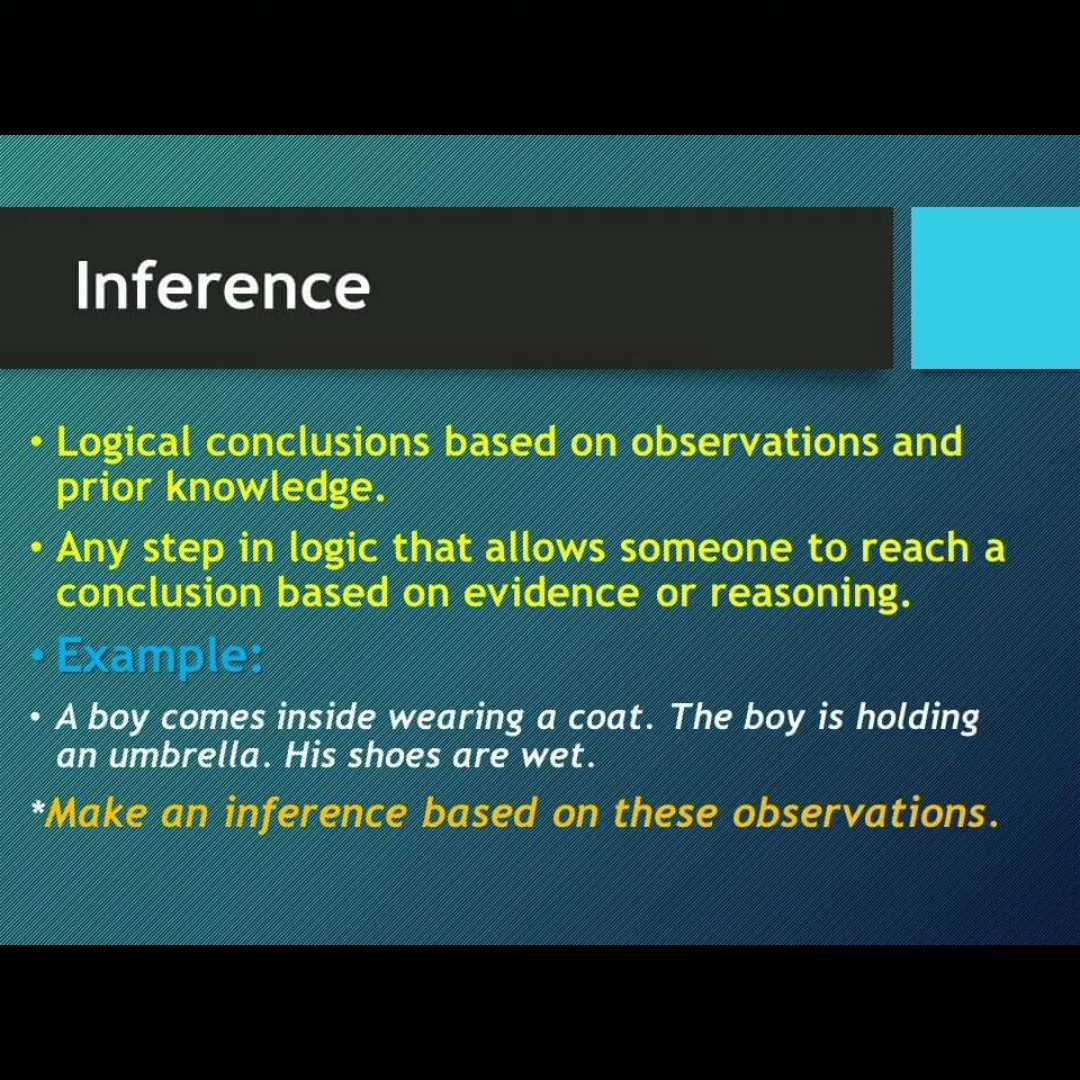 Inference
• Logical conclusions based on observations and
prior knowledge.
• Any step in logic that allows someone to reach a
conclusion based on evidence or reasoning.
• Example:
• A boy comes inside wearing a coat. The boy is holding
an umbrella. His shoes are wet.
*Make an inference based on these observations.